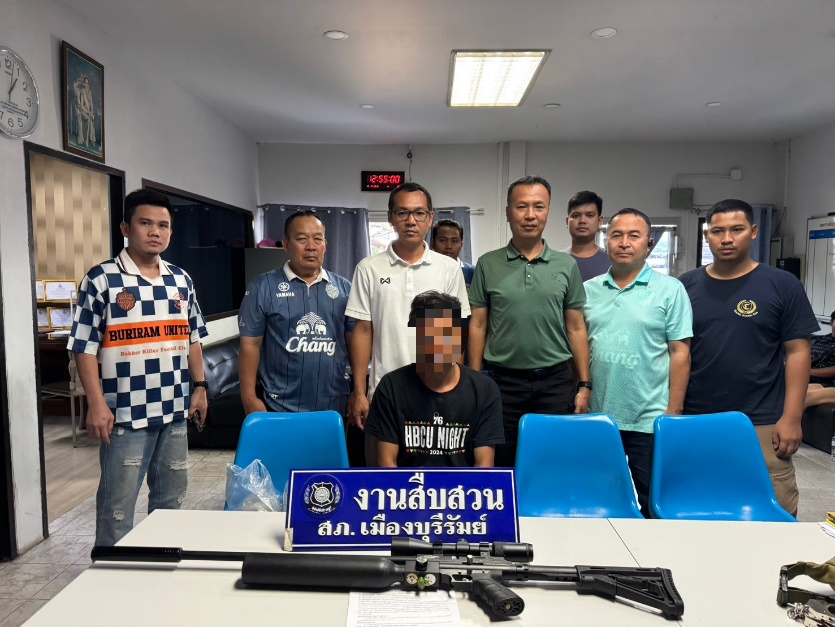 12:55:00
YAMAHA
Chang
BURIRAM UNITED
Chang
76
HBCU NIGHT
2024
งานสืบสวน
สภ.เมืองบุรีรัมย์